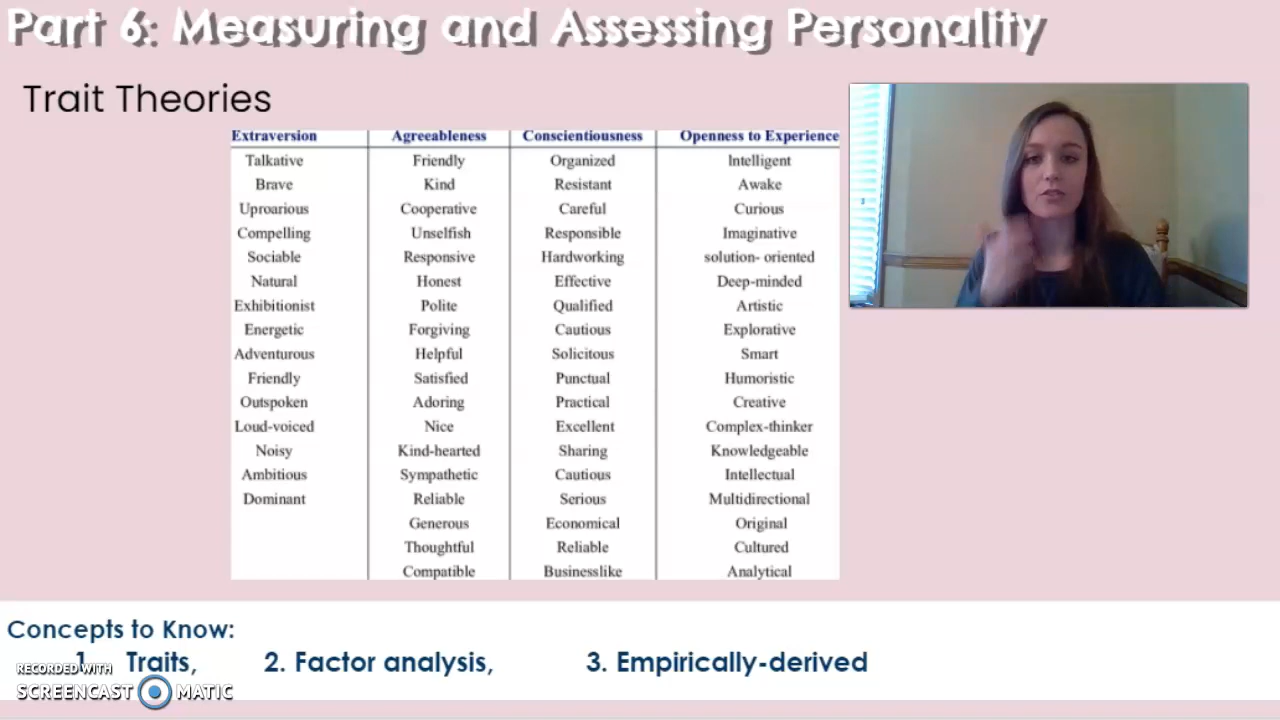 Part 6: Measuring and Assessing Personality
Trait Theories
Extraversion Agreeableness Conscientiousness Openness to Experience
Talkative Friendly Organized Intelligent
Brave Kind Resistant Awake
Uproarious Cooperative Careful Curious
Compelling Unselfish Responsible Imaginative
Sociable Responsive Hardworking solution- oriented
Natural Honest Effective Deep-minded
Exhibitionist Polite Qualified Artistic
Energetic Forgiving Cautious Explorative
Adventurous Helpful Solicitous Smart
Friendly Satisfied Punctual Humoristic
Outspoken Adoring Practical Creative
Loud-voiced Nice Excellent Complex-thinker
Noisy Kind-hearted Sharing Knowledgeable
Ambitious Sympathetic Cautious Intellectual
Dominant Reliable Serious Multidirectional
Generous Economical Original
Thoughtful Reliable Cultured
Compatible Businesslike Analytical
Concepts to Know:
1. Traits, 2. Factor analysis, 3. Empirically-derived
RECORDED WITH
SCREENCAST MATIC